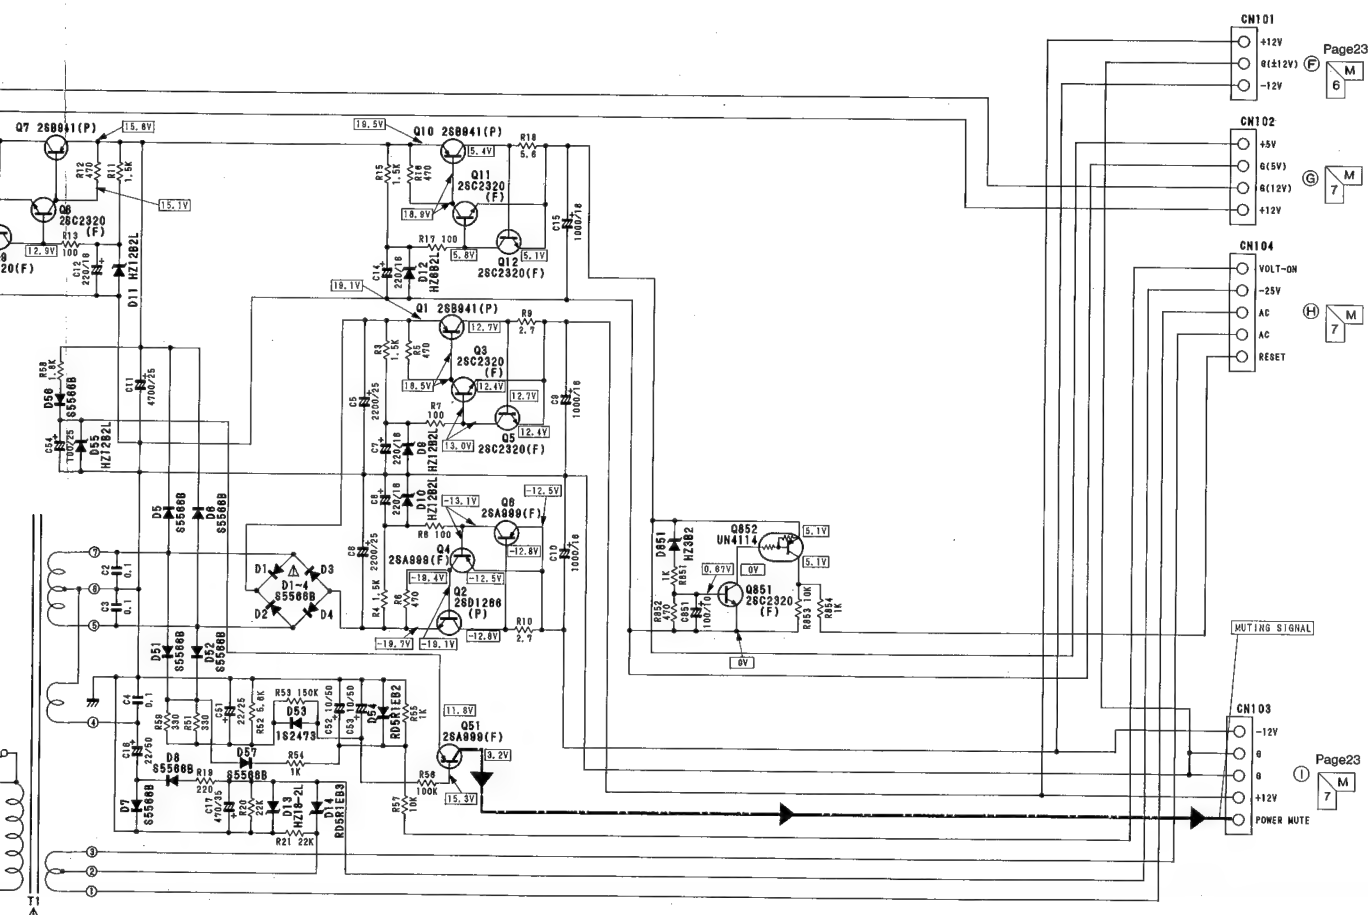 CN101
+12V
G(±12V)
-12V
F
Page23
M
6
CN102
+5V
G(5V)
G(12V)
+12V
G
M
7
CN104
VOLT-ON
-25V
AC
AC
RESET
H
M
7
Q7 2SB941(P)
15.8V
R12
470
R11
1.5K
15.1V
Q8
2SC2320
(F)
R13
100
12.9V
20(F)
C12
220/16
D11 HZ12B2L
19.5V
Q10 2SB941(P)
5.4V
R18
5.6
R15
1.5K
R16
470
Q11
2SC2320
(F)
18.9V
R17 100
5.8V
5.1V
Q12
2SC2320(F)
C15
1000/16
C14
220/16
D12
HZ6B2L
19.1V
Q1 2SB941(P)
12.7V
R9
2.7
R3
1.5K
R5
470
Q3
2SC2320
(F)
18.5V
12.4V
12.7V
12.4V
R7
100
13.0V
Q5
2SC2320(F)
C5
2200/25
C7
220/16
D9
HZ12B2L
C9
1000/16
R58
1.8K
D56
S5566B
C54
100/25
D55
HZ12B2L
C11
4700/25
D5
S5566B
D6
S5566B
C8
220/16
D10
HZ12B2L
-13.1V
-12.5V
Q6
2SA999(F)
R8 100
-12.8V
Q4
2SA999(F)
-12.5V
-19.4V
Q2
2SD1266
(P)
-12.8V
R10
2.7
C6
2200/25
R4 1.5K
R6
470
-19.7V
-19.1V
C10
1000/16
7
6
5
C2
0.1
C3
0.1
D1
D3
D1~4
S5566B
D2
D4
D51
S5566B
D52
S5566B
D851
HZ3B2
Q852
UN4114
5.1V
5.1V
R851
1K
0.67V
0V
Q851
2SC2320
(F)
R852
470
C851
100/10
R853 10K
R854
1K
0V
MUTING SIGNAL
C4
0.1
4
R59
330
R51
330
C51
22/25
R52 5.6K
R53 150K
D53
1S2473
C52 10/50
C53 10/50
D54
RD5R1EB2
R55
1K
11.8V
Q51
2SA999(F)
9.2V
R56
100K
15.3V
R57
10K
C16
22/50
D8
S5566B
D57
S5566B
R54
1K
R19
220
D7
S5566B
C17
470/35
R20
22K
D13
HZ18-2L
D14
RD5R1EB3
R21 22K
3
2
1
T1
CN103
-12V
G
G
+12V
POWER MUTE
I
Page23
M
7